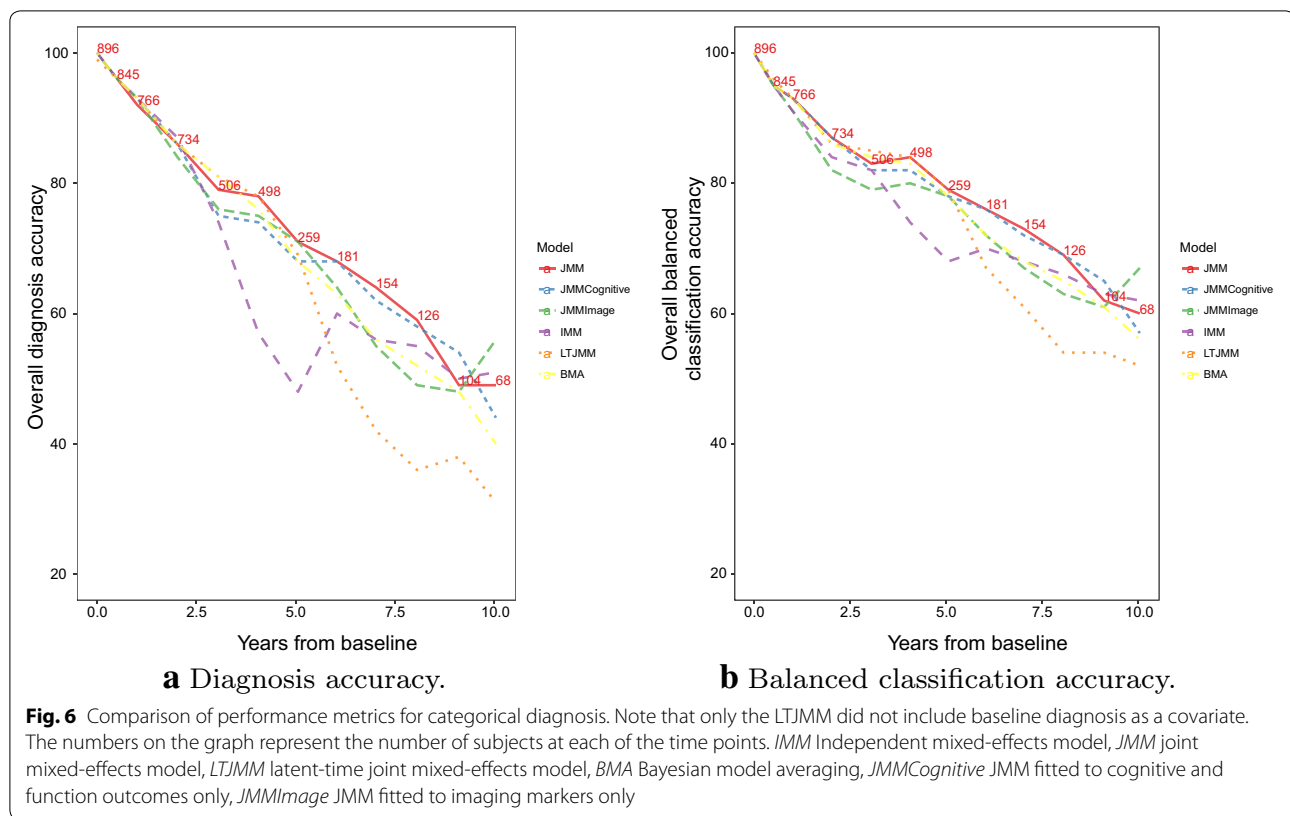 100
80
60
40
20
Overall diagnosis accuracy
896
845
766
734
506
498
259
181
154
126
104
68
0.0 2.5 5.0 7.5 10.0
Years from baseline
Model
a JMM
a JMMCognitive
a JMMImage
a IMM
a LTJMM
a BMA
a Diagnosis accuracy.
100
80
60
40
20
Overall balanced
classification accuracy
896
845
766
734
506
498
259
181
154
126
104
68
0.0 2.5 5.0 7.5 10.0
Years from baseline
Model
a JMM
a JMMCognitive
a JMMImage
a IMM
a LTJMM
a BMA
b Balanced classification accuracy.
Fig. 6 Comparison of performance metrics for categorical diagnosis. Note that only the LTJMM did not include baseline diagnosis as a covariate.
The numbers on the graph represent the number of subjects at each of the time points. IMM Independent mixed-effects model, JMM joint
mixed-effects model, LTJMM latent-time joint mixed-effects model, BMA Bayesian model averaging, JMMCognitive JMM fitted to cognitive and
function outcomes only, JMMImage JMM fitted to imaging markers only